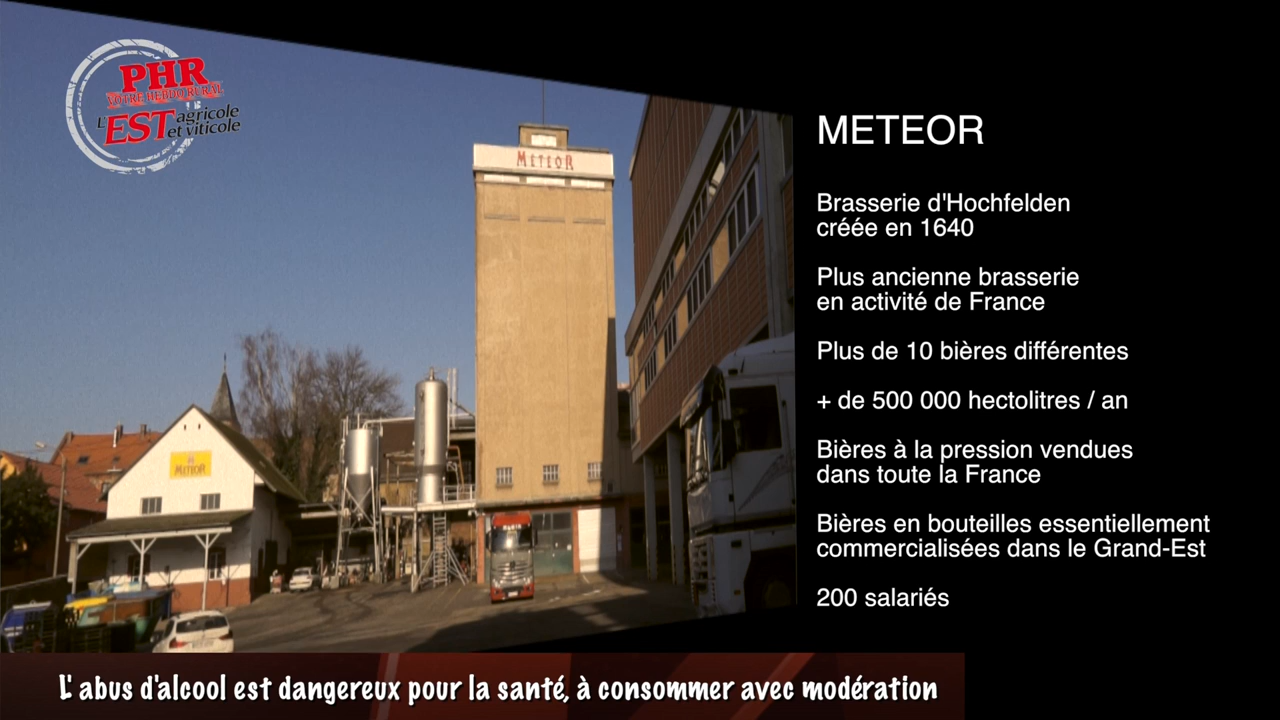 PHR
VOTRE HEBDO RURAL
L'EST agricole
et viticole
METEOR
METEOR
METEOR
Brasserie d'Hochfelden
créée en 1640
Plus ancienne brasserie
en activité de France
Plus de 10 bières différentes
+ de 500 000 hectolitres / an
Bières à la pression vendues
dans toute la France
Bières en bouteilles essentiellement
commercialisées dans le Grand-Est
200 salariés
L' abus d'alcool est dangereux pour la santé, à consommer avec modération